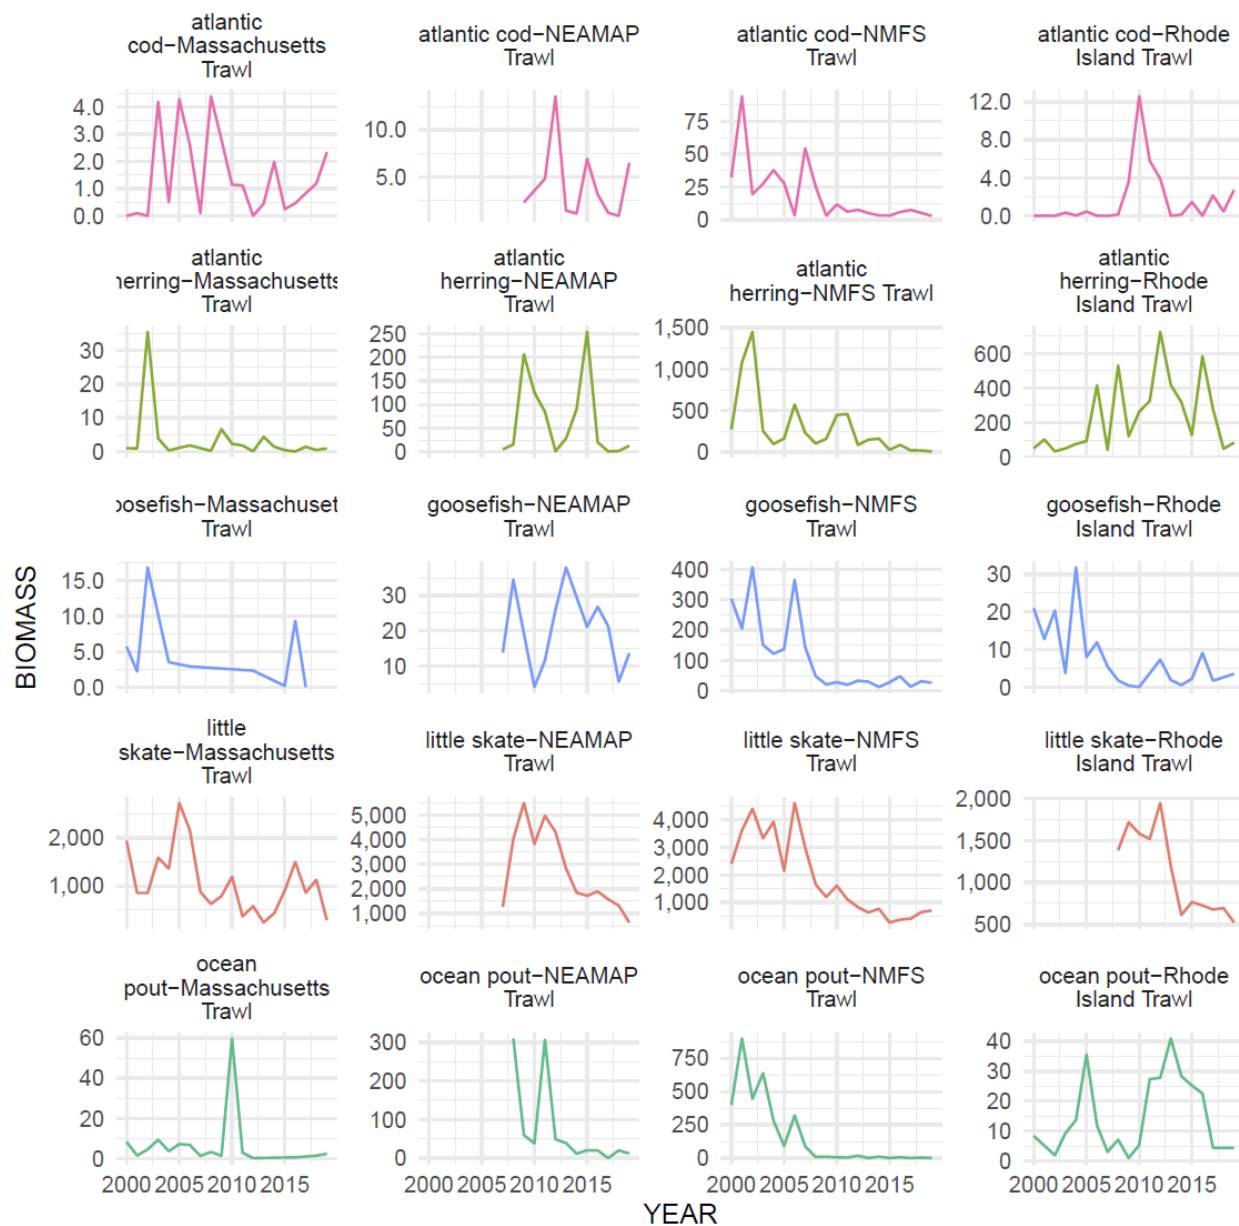 atlantic
cod−Massachusetts
Trawl
atlantic cod−NEAMAP
Trawl
atlantic cod−NMFS
Trawl
atlantic cod−Rhode
Island Trawl
4.0
3.0
2.0
1.0
0.0
10.0
5.0
75
50
25
0
12.0
8.0
4.0
0.0
atlantic
herring−Massachusetts
Trawl
atlantic
herring−NEAMAP
Trawl
atlantic
herring−NMFS Trawl
atlantic
herring−Rhode
Island Trawl
30
20
10
0
250
200
150
100
50
0
1,500
1,000
500
0
600
400
200
0
oosefish−Massachuset
Trawl
goosefish−NEAMAP
Trawl
goosefish−NMFS
Trawl
goosefish−Rhode
Island Trawl
15.0
10.0
5.0
0.0
30
20
10
400
300
200
100
0
30
20
10
0
BIOMASS
little
skate−Massachusetts
Trawl
little skate−NEAMAP
Trawl
little skate−NMFS
Trawl
little skate−Rhode
Island Trawl
2,000
1,000
5,000
4,000
3,000
2,000
1,000
4,000
3,000
2,000
1,000
0
2,000
1,500
1,000
500
ocean
pout−Massachusetts
Trawl
ocean pout−NEAMAP
Trawl
ocean pout−NMFS
Trawl
ocean pout−Rhode
Island Trawl
60
40
20
0
300
200
100
0
750
500
250
0
40
30
20
10
0
2000 2005 2010 2015
2000 2005 2010 2015
2000 2005 2010 2015
2000 2005 2010 2015
YEAR